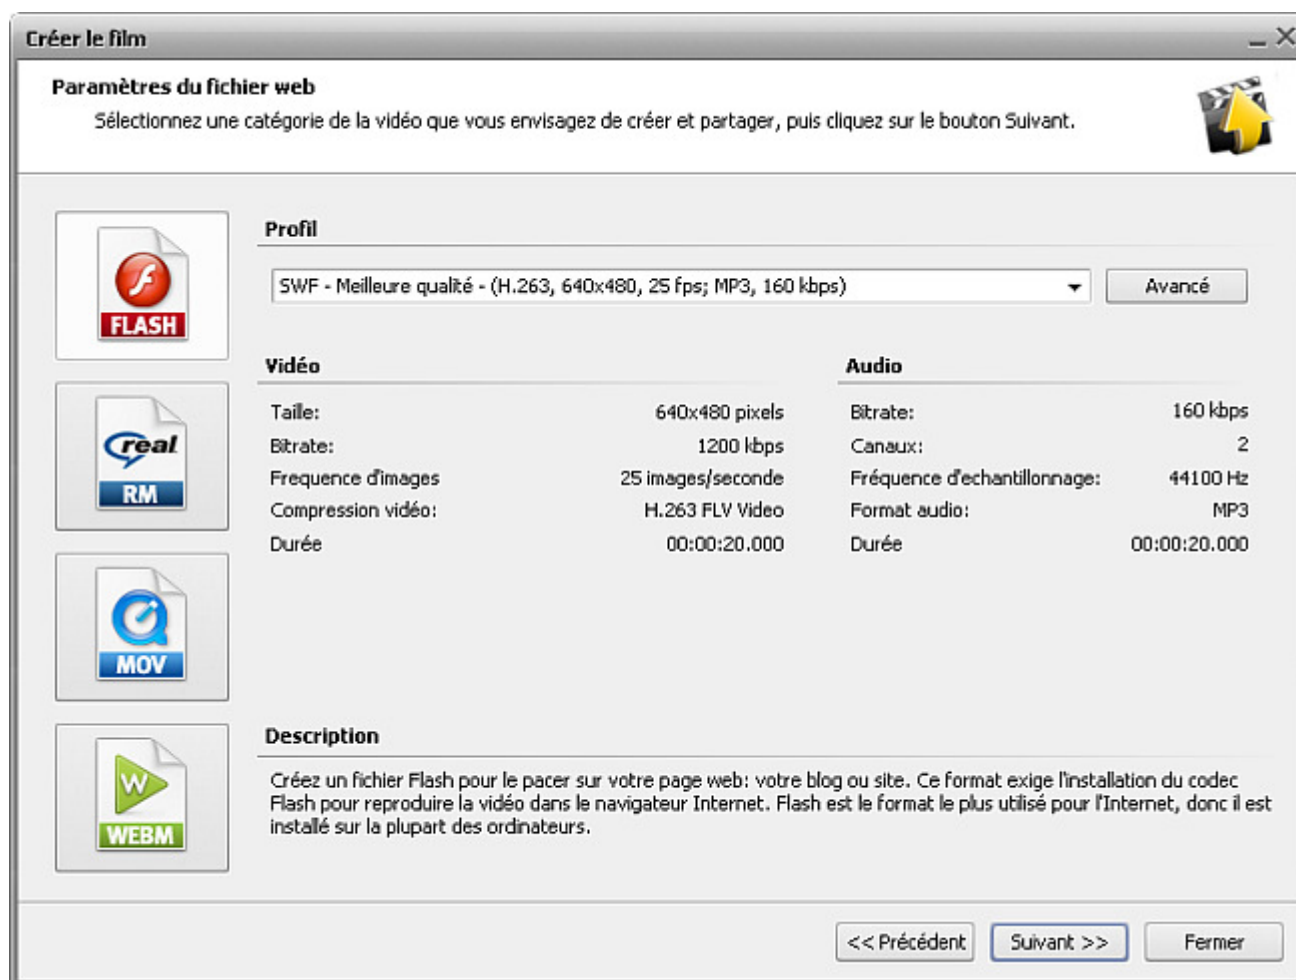 Créer le film
Paramètres du fichier web
Sélectionnez une catégorie de la vidéo que vous envisagez de créer et partager, puis cliquez sur le bouton Suivant.
FLASH
real
RM
MOV
W
WEBM
Profil
SWF - Meilleure qualité - (H.263, 640x480, 25 fps; MP3, 160 kbps)
Avancé
Vidéo
Taille: 640x480 pixels
Bitrate: 1200 kbps
Frequence d'images 25 images/seconde
Compression vidéo: H.263 FLV Video
Durée 00:00:20.000
Audio
Bitrate: 160 kbps
Canaux: 2
Fréquence d'echantillonnage: 44100 Hz
Format audio: MP3
Durée 00:00:20.000
Description
Créez un fichier Flash pour le pacer sur votre page web: votre blog ou site. Ce format exige l'installation du codec
Flash pour reproduire la vidéo dans le navigateur Internet. Flash est le format le plus utilisé pour l'Internet, donc il est
installé sur la plupart des ordinateurs.
<< Précédent
Suivant >>
Fermer